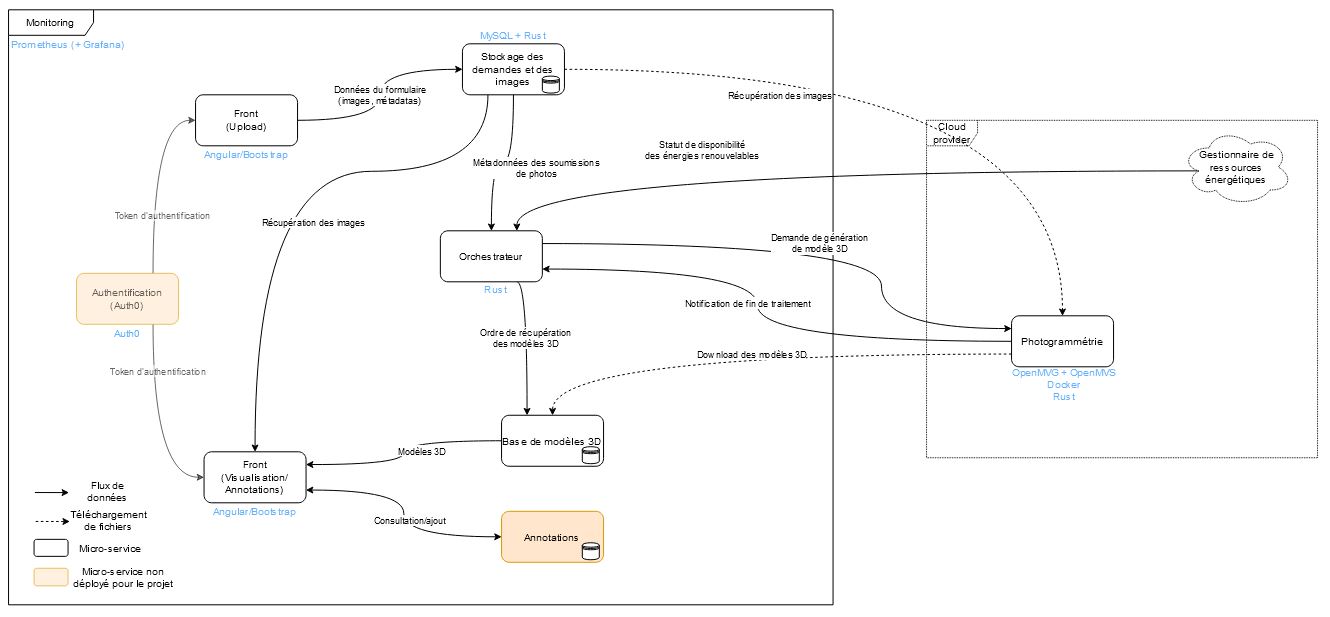 Monitoring
Prometheus (+ Grafana)
MySQL + Rust
Stockage des
demandes et des
images
Données du formulaire
(images, métadatas)
Récupération des images
Front
(Upload)
Angular/Bootstrap
Cloud
provider
Statut de disponibilité
des énergies renouvelables
Gestionnaire de
ressources
énergétiques
Métadonnées des soumissions
de photos
Token d'authentification
Récupération des images
Demande de génération
de modèle 3D
Orchestrateur
Rust
Authentification
(Auth0)
Auth0
Notification de fin de traitement
Ordre de récupération
des modèles 3D
Photogrammétrie
OpenMVG + OpenMVS
Docker
Rust
Download des modèles 3D
Token d'authentification
Base de modèles 3D
Modèles 3D
Front
(Visualisation/
Annotations)
Angular/Bootstrap
Consultation/ajout
Annotations
Flux de
données
Téléchargement
de fichiers
Micro-service
Micro-service non
déployé pour le projet